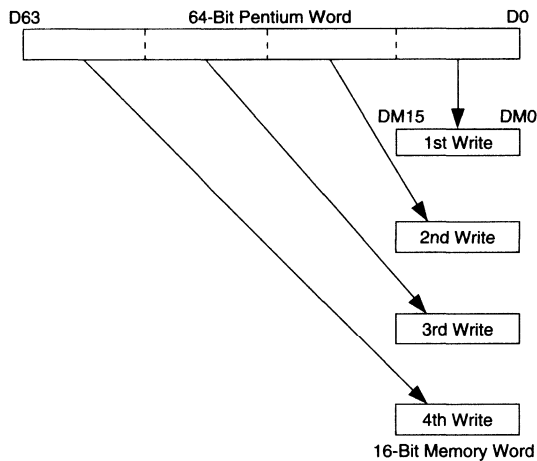 D63 64-Bit Pentium Word D0
DM15 DM0
1st Write
2nd Write
3rd Write
4th Write
16-Bit Memory Word